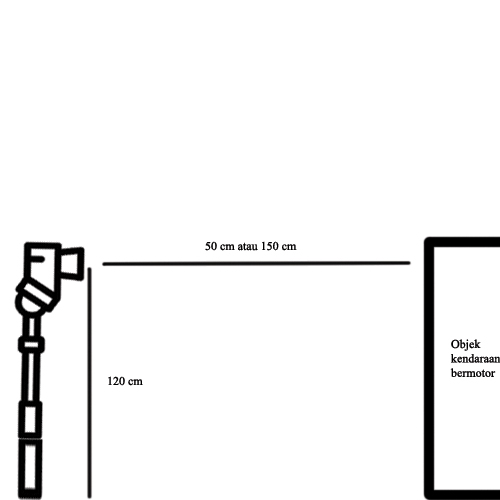 50 cm atau 150 cm
120 cm
Objek
kendaraan
bermotor